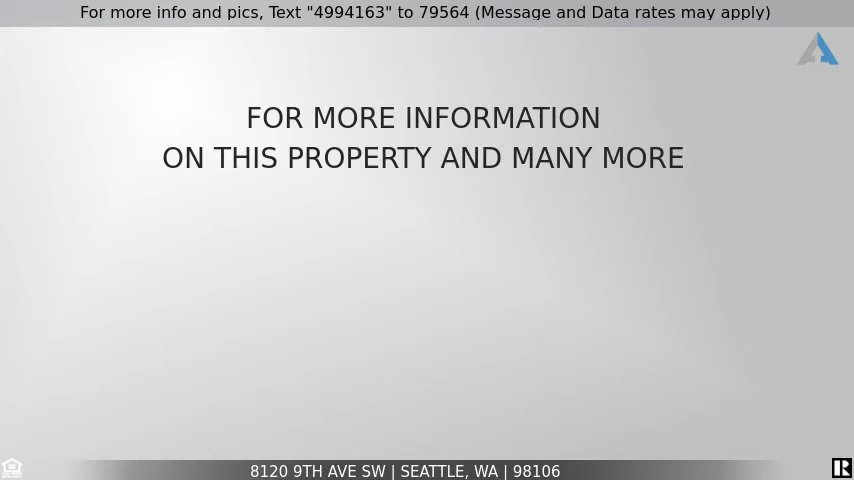 For more info and pics, Text "4994163" to 79564 (Message and Data rates may apply)
FOR MORE INFORMATION
ON THIS PROPERTY AND MANY MORE
8120 9TH AVE SW | SEATTLE, WA | 98106